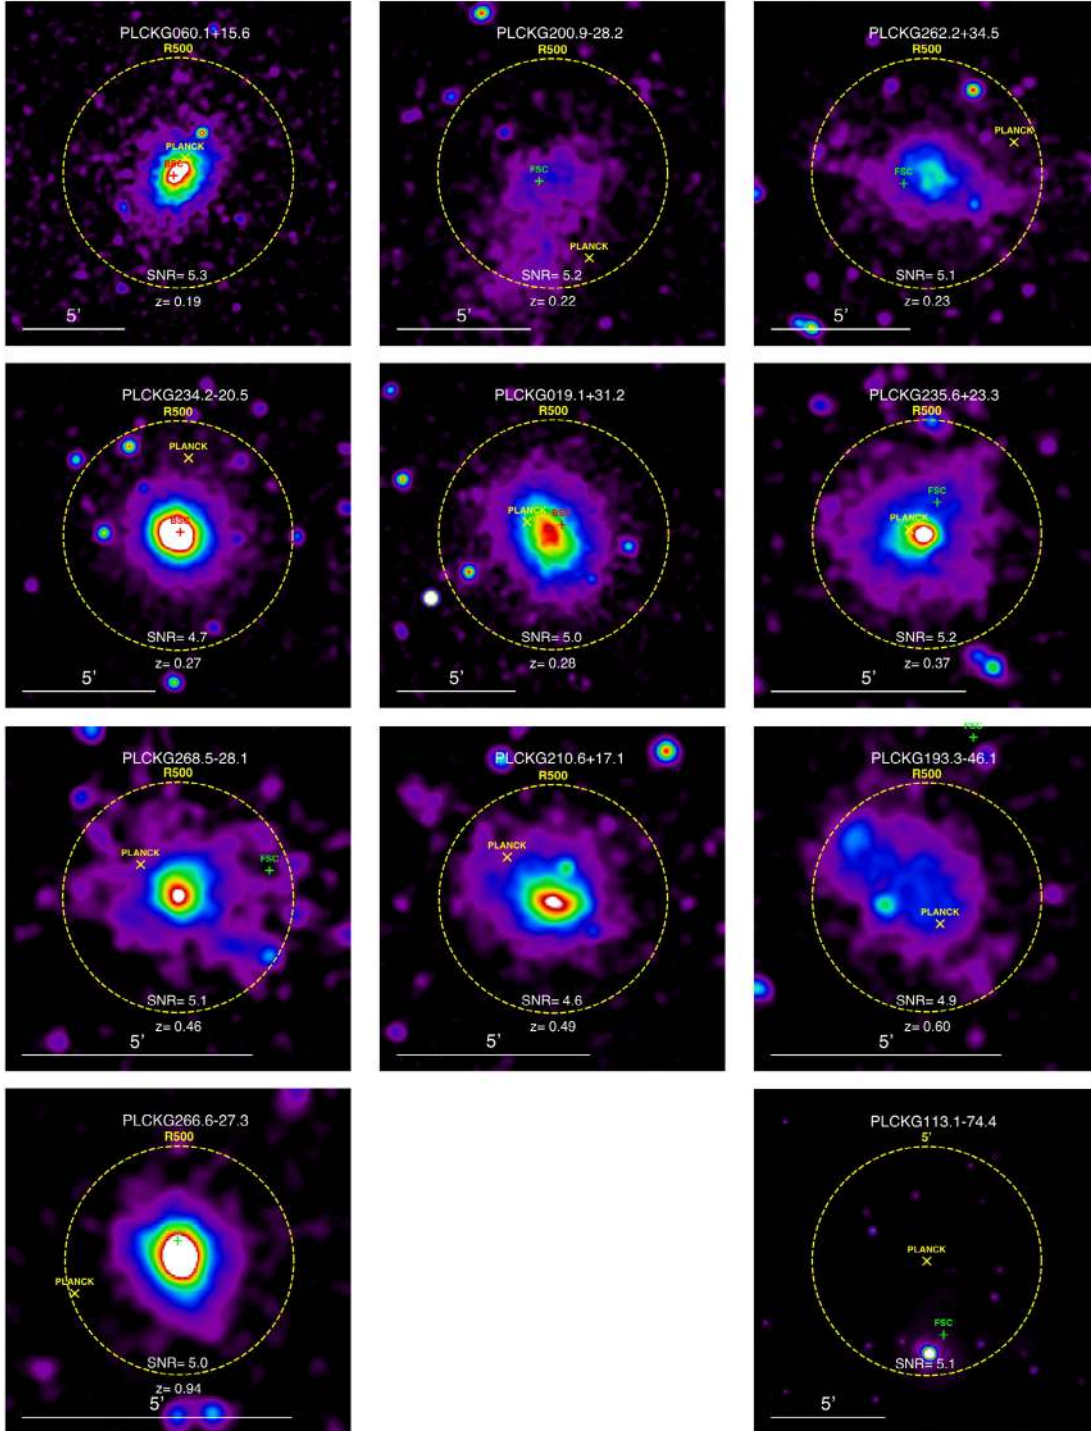 PLCKG060.1+15.6
R500
PLANCK
BSC
SNR= 5.3
z= 0.19
5'
PLCKG200.9-28.2
R500
FSC
PLANCK
SNR= 5.2
z= 0.22
5'
PLCKG262.2+34.5
R500
PLANCK
FSC
SNR= 5.1
z= 0.23
5'
PLCKG234.2-20.5
R500
PLANCK
BSC
SNR= 4.7
z= 0.27
5'
PLCKG019.1+31.2
R500
PLANCK
BSC
SNR= 5.0
z= 0.28
5'
PLCKG235.6+23.3
R500
FSC
PLANCK
SNR= 5.2
z= 0.37
5'
PLCKG268.5-28.1
R500
PLANCK
FSC
SNR= 5.1
z= 0.46
5'
PLCKG210.6+17.1
R500
PLANCK
SNR= 4.6
z= 0.49
5'
FSC
PLCKG193.3-46.1
R500
PLANCK
SNR= 4.9
z= 0.60
5'
PLCKG266.6-27.3
R500
PLANCK
SNR= 5.0
z= 0.94
5'
PLCKG113.1-74.4
5'
PLANCK
FSC
SNR= 5.1
5'